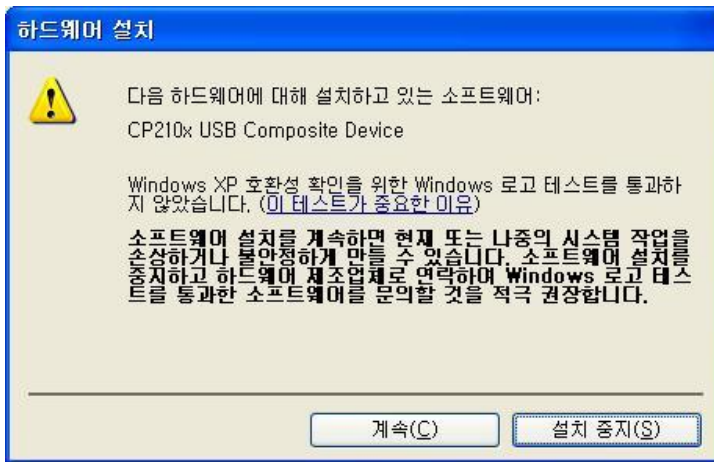 하드웨어 설치
다음 하드웨어에 대해 설치하고 있는 소프트웨어:
CP210x USB Composite Device
Windows XP 호환성 확인을 위한 Windows 로고 테스트를 통과하
지 않았습니다. (이 테스트가 중요한 이유)
소프트웨어 설치를 계속하면 현재 또는 나중의 시스템 작업을
손상하거나 불안정하게 만들 수 있습니다. 소프트웨어 설치를
중지하고 하드웨어 제조업체로 연락하여 Windows 로고 테스
트를 통과한 소프트웨어를 문의할 것을 적극 권장합니다.
계속(C)
설치 중지(S)